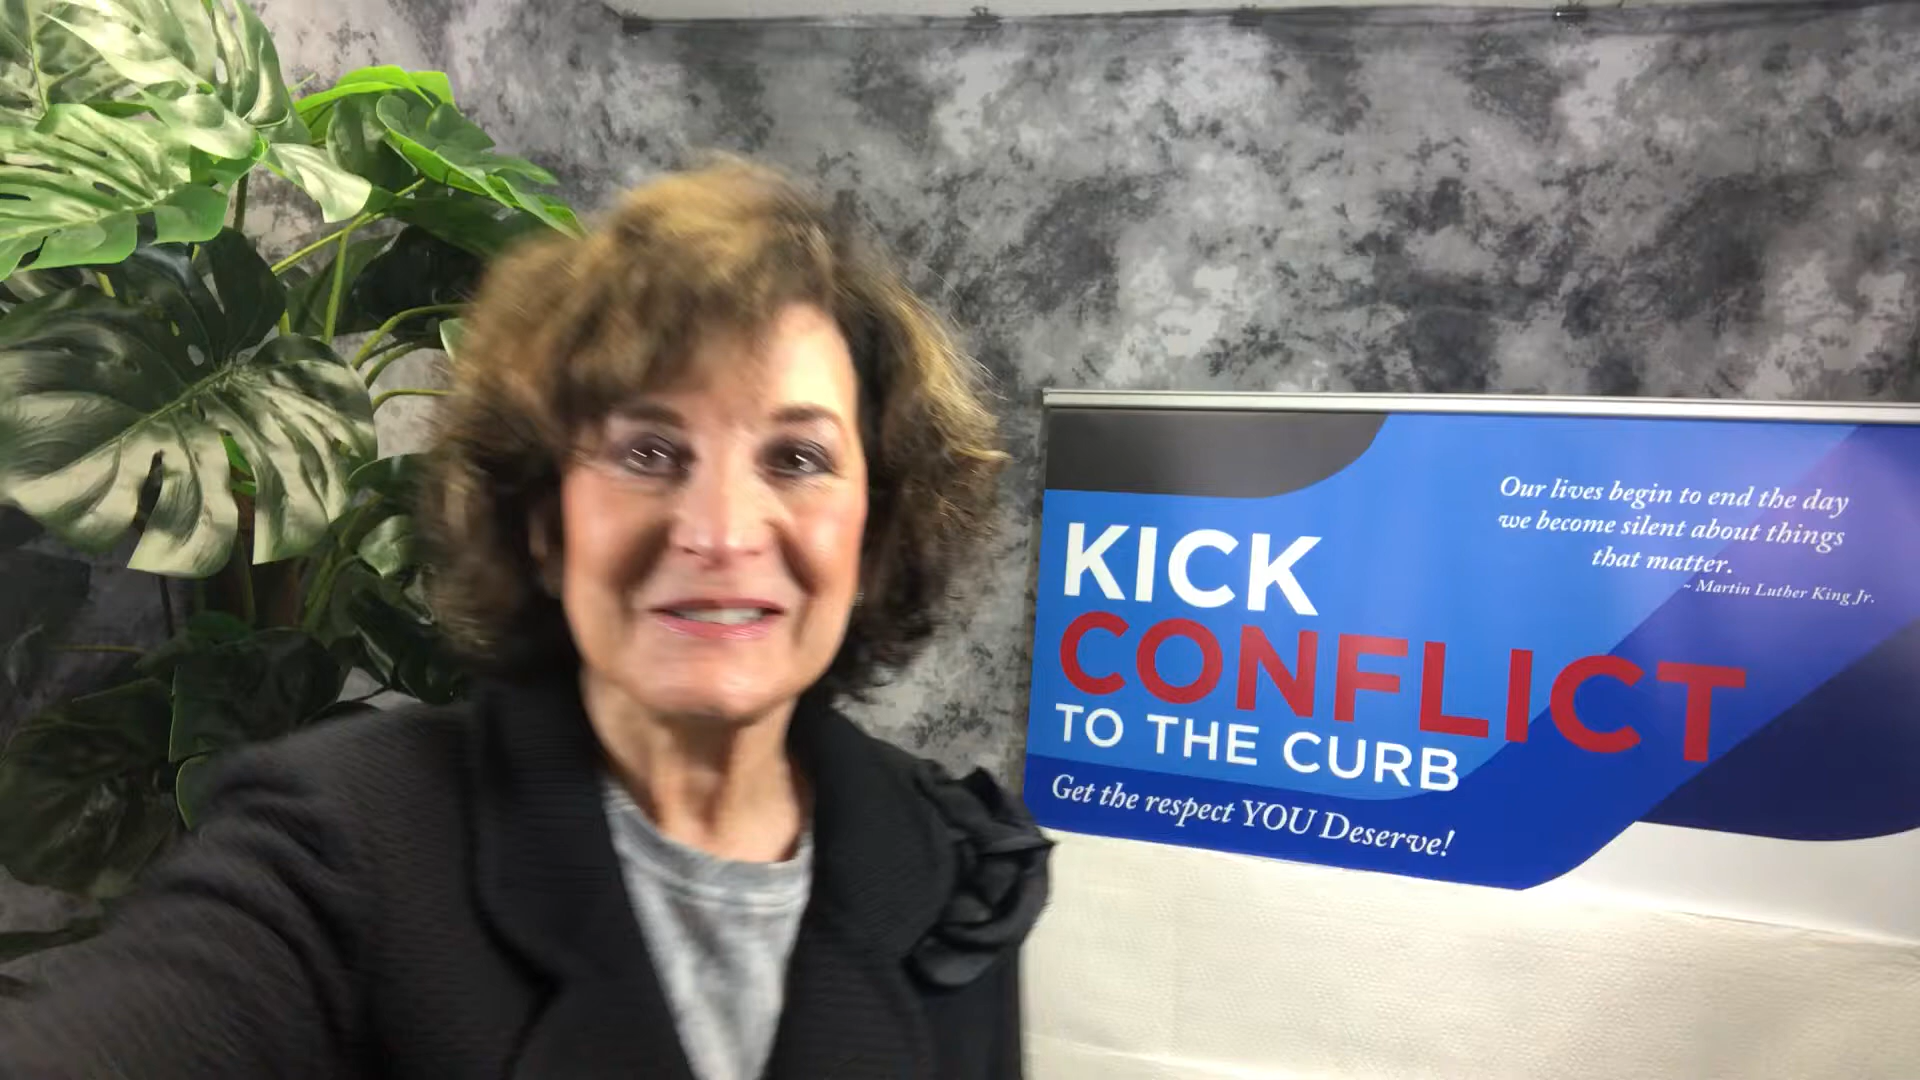 Our lives begin to end the day
we become silent about things
that matter.
~ Martin Luther King Jr.
KICK
CONFLICT
TO THE CURB
Get the respect YOU Deserve!